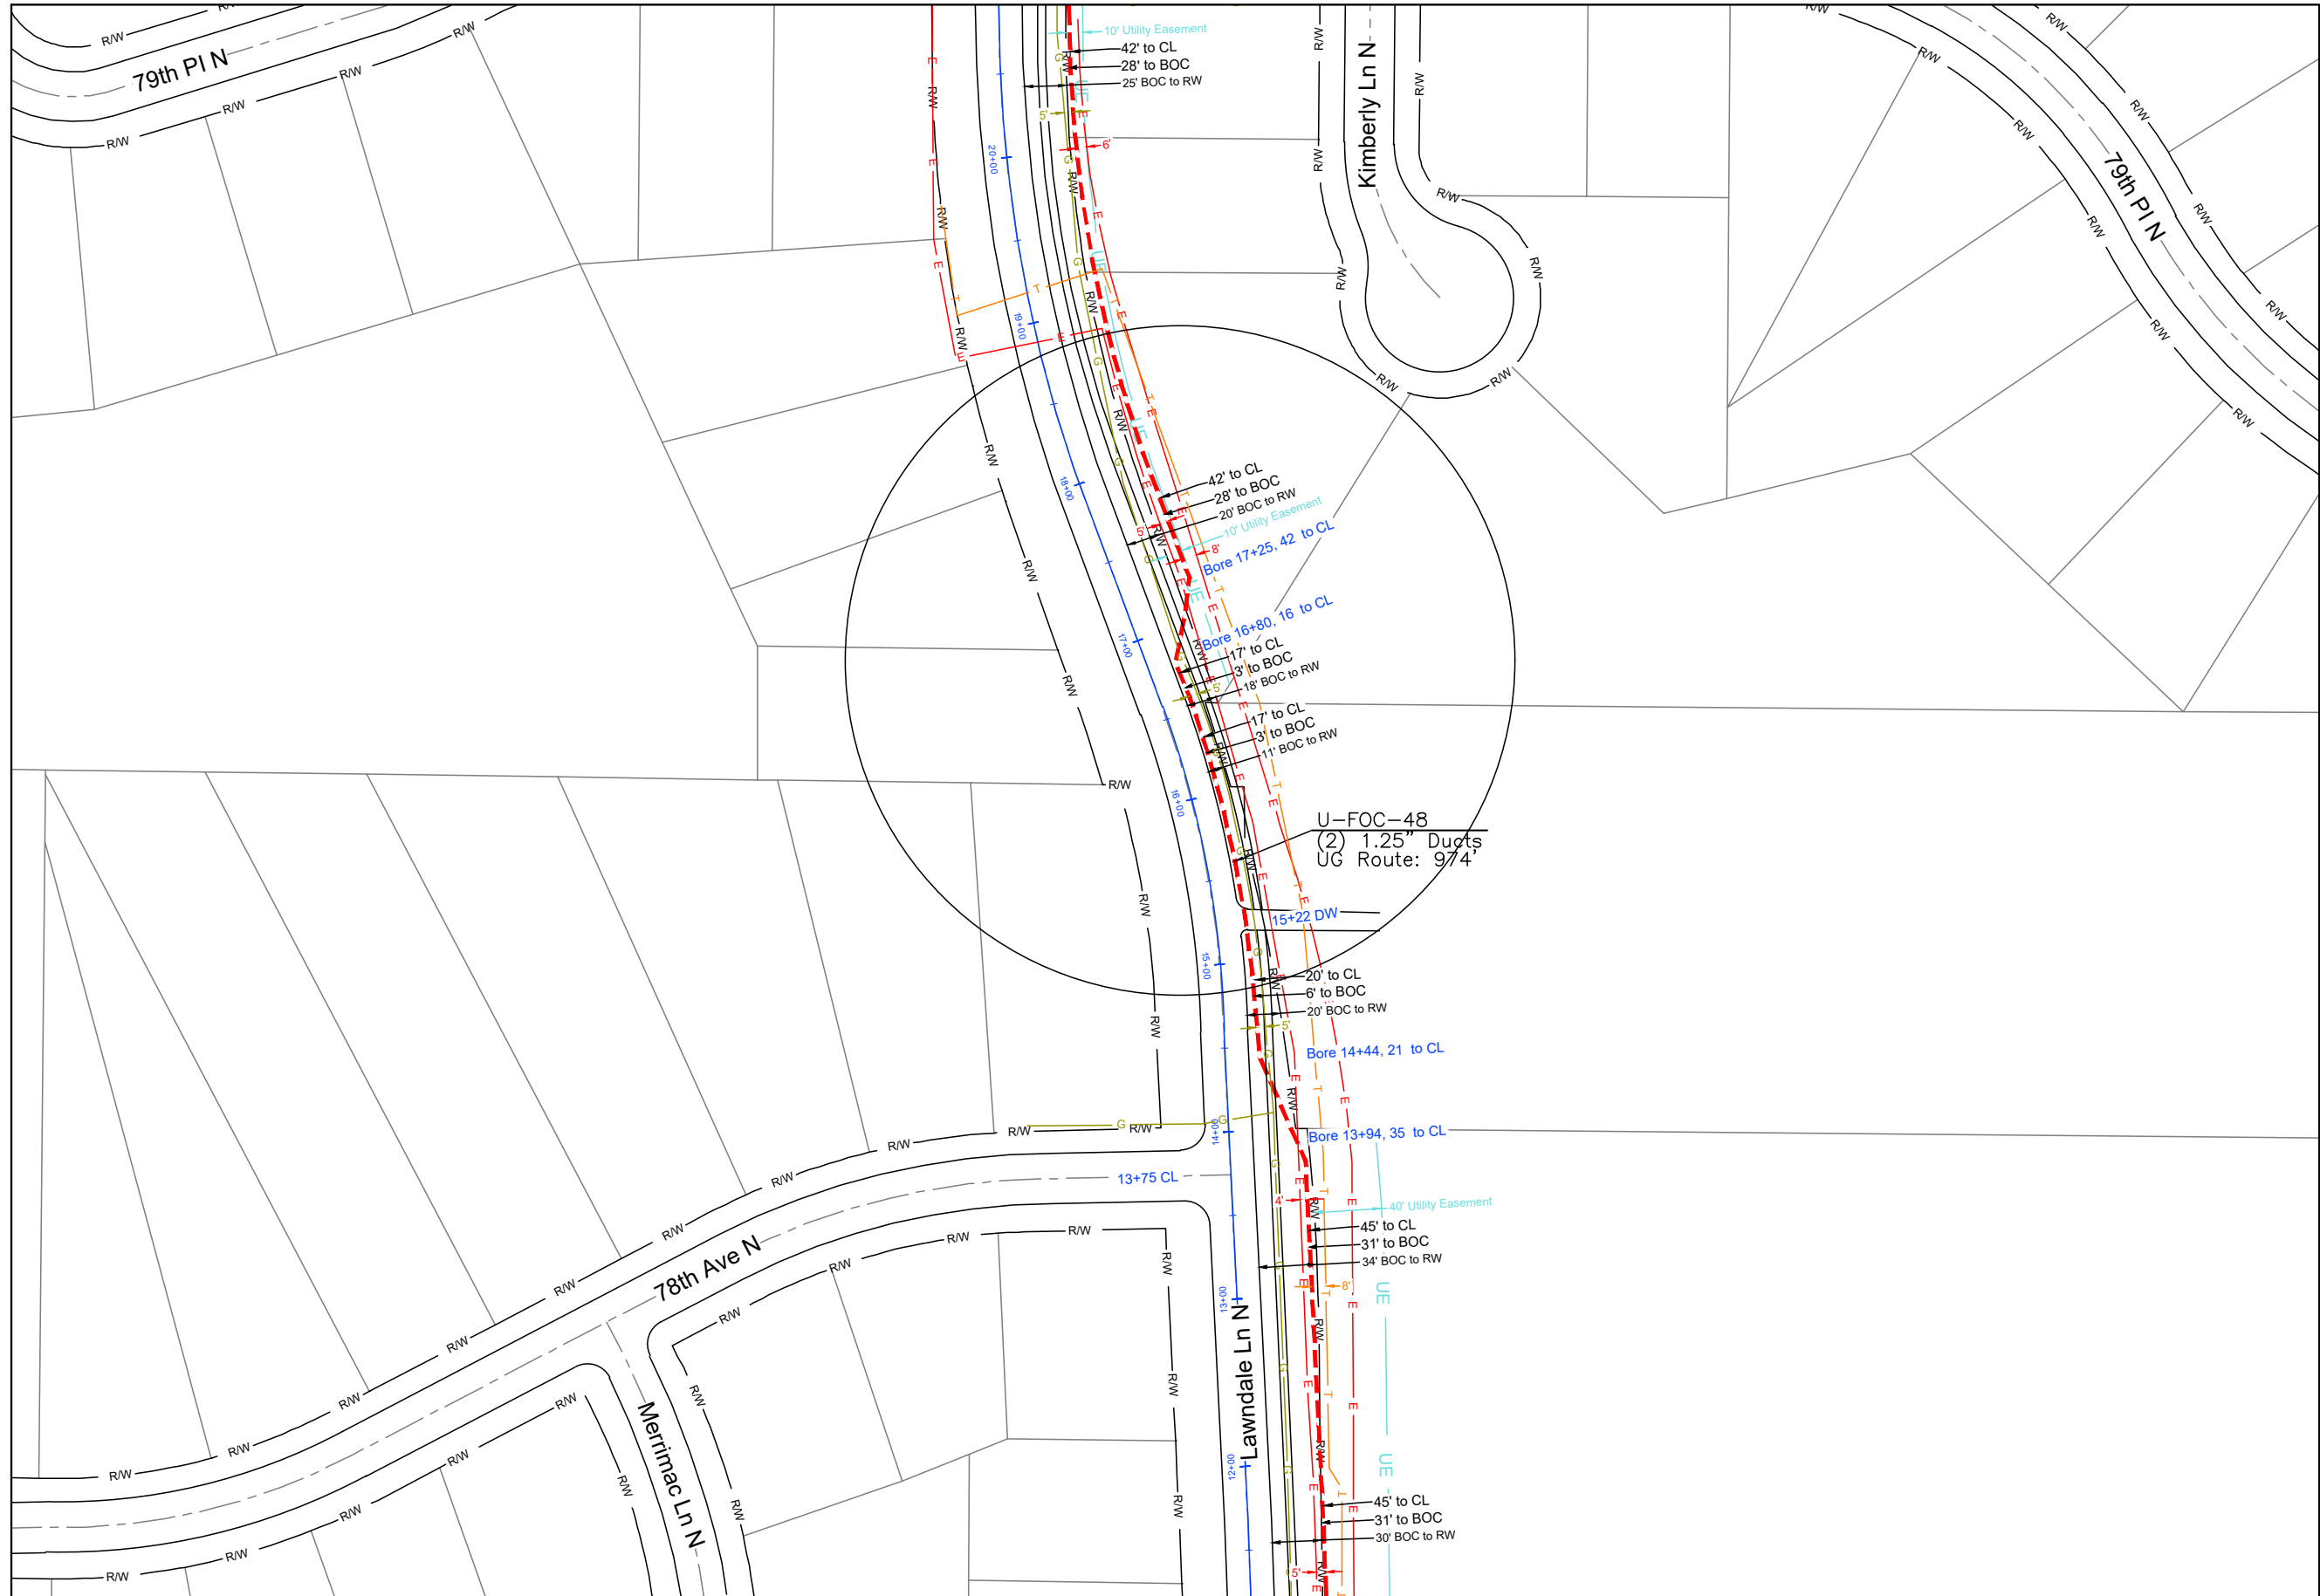 79th Pl N
Kimberly Ln N
79th Pl N
10' Utility Easement
42' to CL
28' to BOC
25' BOC to RW
5'
6'
20+00
19+00
18+00
17+00
16+00
15+00
14+00
13+00
12+00
42' to CL
28' to BOC
20' BOC to RW
10' Utility Easement
5'
8'
Bore 17+25, 42 to CL
Bore 16+80, 16 to CL
17' to CL
3' to BOC
18' BOC to RW
5'
17' to CL
3' to BOC
11' BOC to RW
U-FOC-48
(2) 1.25" Ducts
UG Route: 974'
15+22 DW
20' to CL
6' to BOC
20' BOC to RW
5'
Bore 14+44, 21 to CL
Bore 13+94, 35 to CL
13+75 CL
4'
40' Utility Easement
45' to CL
31' to BOC
34' BOC to RW
8'
78th Ave N
Merrimac Ln N
Lawndale Ln N
45' to CL
31' to BOC
30' BOC to RW
5'
R/W
UE
E
T
G